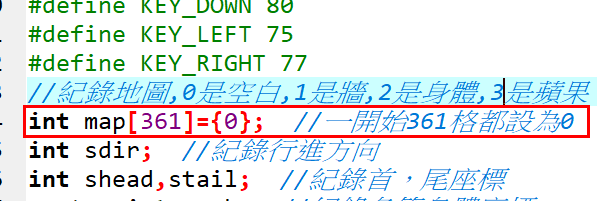 #define KEY_DOWN 80
#define KEY_LEFT 75
#define KEY_RIGHT 77
//紀錄地圖,0是空白,1是牆,2是身體,3是蘋果
int map[361]={0};  //一開始361格都設為0
int sdir;  //紀錄行進方向
int shead,stail;  //紀錄首，尾座標